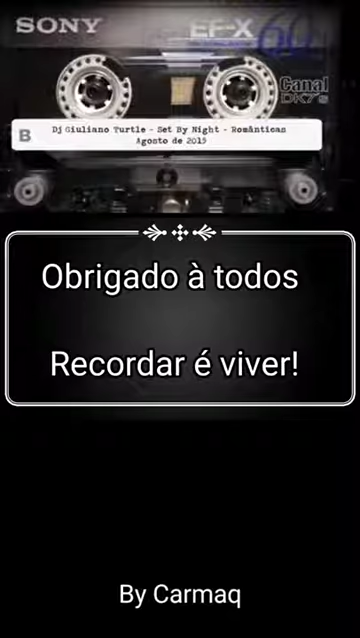 SONY
EF-X 60
Canal
DK7's
B
Dj Giuliano Turtle - Set By Night - Românticas
Agosto de 2015
Obrigado à todos
Recordar é viver!
By Carmaq